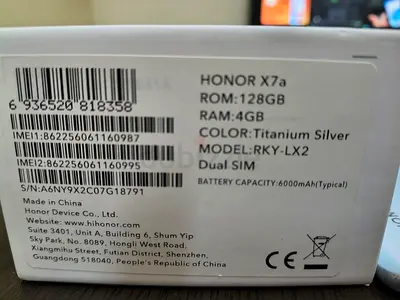 HONOR X7a
ROM:128GB
RAM:4GB
COLOR:Titanium Silver
MODEL:RKY-LX2
Dual SIM
BATTERY CAPACITY:6000mAh(Typical)
6 936520 818358
IMEI1:862256061160987
IMEI2:862256061160995
S/N:A6NY9X2C07G18791
Made in China
Honor Device Co., Ltd.
Website: www.hihonor.com
Suite 3401, Unit A, Building 6, Shum Yip
Sky Park, No. 8089, Hongli West Road,
Xiangmihu Street, Futian District, Shenzhen,
Guangdong 518040, People's Republic of China
CE